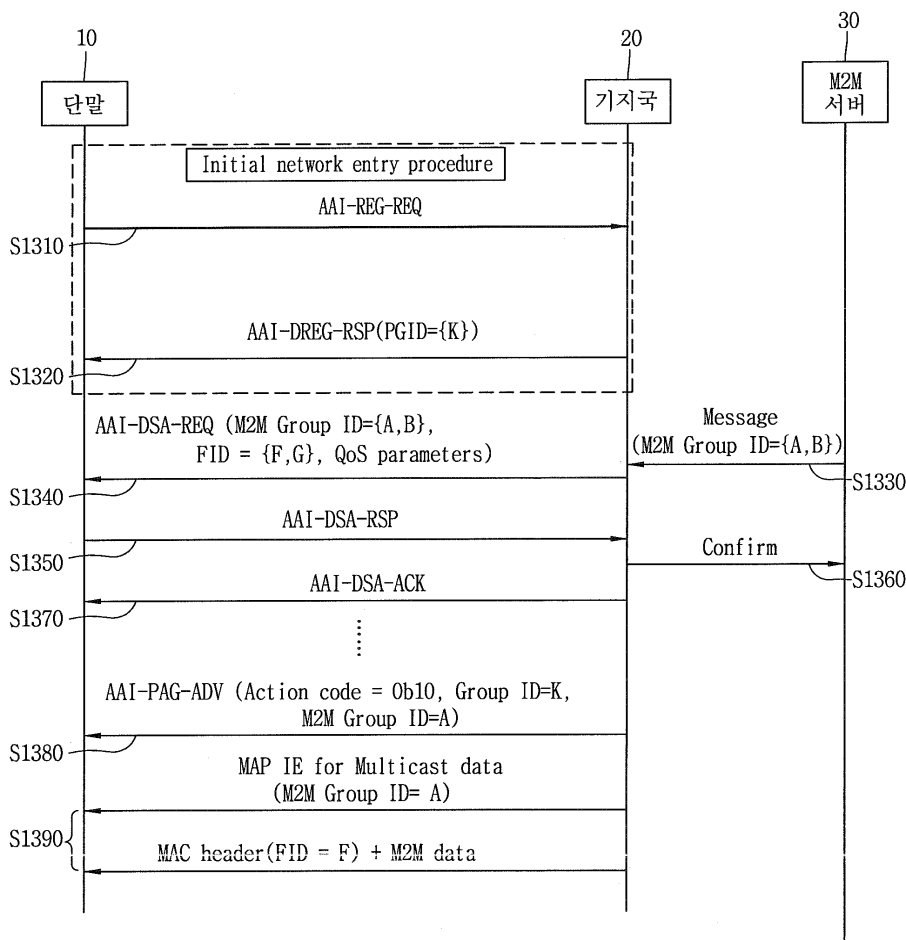 10
20
30
단말
기지국
M2M
서버
Initial network entry procedure
AAI-REG-REQ
S1310
AAI-DREG-RSP(PGID={K})
S1320
AAI-DSA-REQ (M2M Group ID={A,B},
FID = {F,G}, QoS parameters)
Message
(M2M Group ID={A,B})
S1340
S1330
AAI-DSA-RSP
S1350
Confirm
S1360
AAI-DSA-ACK
S1370
AAI-PAG-ADV (Action code = 0b10, Group ID=K,
M2M Group ID=A)
S1380
MAP IE for Multicast data
(M2M Group ID= A)
S1390
MAC header(FID = F) + M2M data